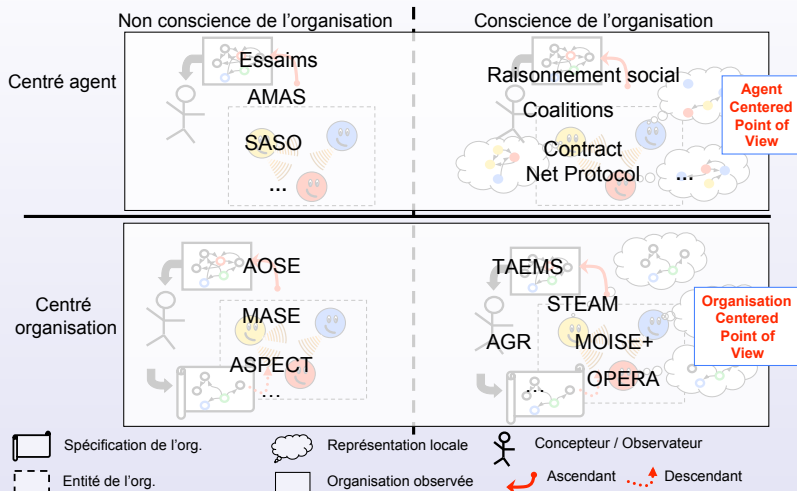 Non conscience de l'organisation
Conscience de l'organisation
Centré agent
Essaims
AMAS
SASO
...
Raisonnement social
Coalitions
Contract
Net Protocol
...
Agent
Centered
Point of
View
Centré
organisation
AOSE
MASE
ASPECT
...
TAEMS
STEAM
AGR
MOISE+
OPERA
...
Organisation
Centered
Point of
View
Spécification de l'org.
Représentation locale
Concepteur / Observateur
Entité de l'org.
Organisation observée
Ascendant
Descendant